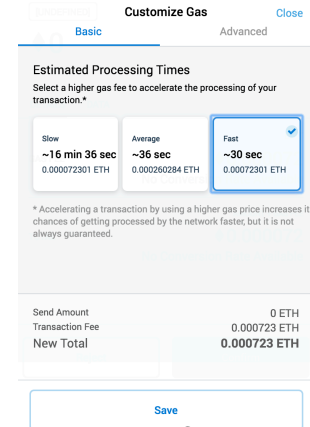 Customize Gas
Close
Basic
Advanced
Estimated Processing Times
Select a higher gas fee to accelerate the processing of your
transaction.*
Slow
~16 min 36 sec
0.000072301 ETH
Average
~36 sec
0.000260284 ETH
Fast
~30 sec
0.00072301 ETH
* Accelerating a transaction by using a higher gas price increases it
chances of getting processed by the network faster, but it is not
always guaranteed.
Send Amount
0 ETH
Transaction Fee
0.000723 ETH
New Total
0.000723 ETH
Save